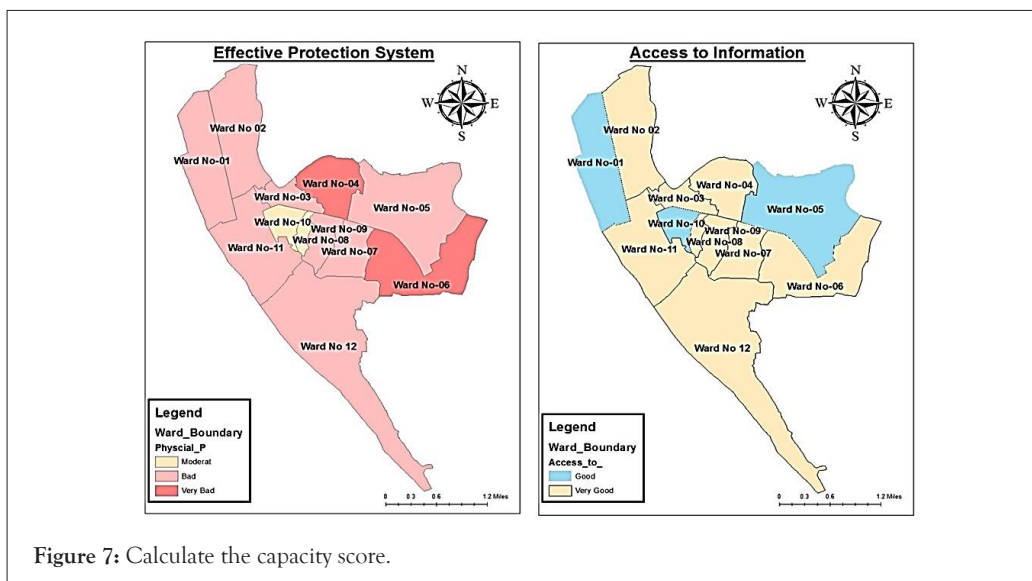 Effective Protection System
N
W
E
S
Ward No 02
Ward No-01
Ward No-04
Ward No-03
Ward No-05
Ward No-10
Ward No-09
Ward No-08
Ward No-11
Ward No-07
Ward No-06
Ward No 12
Legend
Ward_Boundary
Physcial_P
Moderat
Bad
Very Bad
0 0.3 0.6 1.2 Miles
Access to Information
N
W
E
S
Ward No 02
Ward No-01
Ward No-04
Ward No-03
Ward No-05
Ward No-10
Ward No-09
Ward No-08
Ward No-11
Ward No-07
Ward No-06
Ward No 12
Legend
Ward_Boundary
Access_to_
Good
Very Good
0 0.3 0.6 1.2 Miles
Figure 7: Calculate the capacity score.